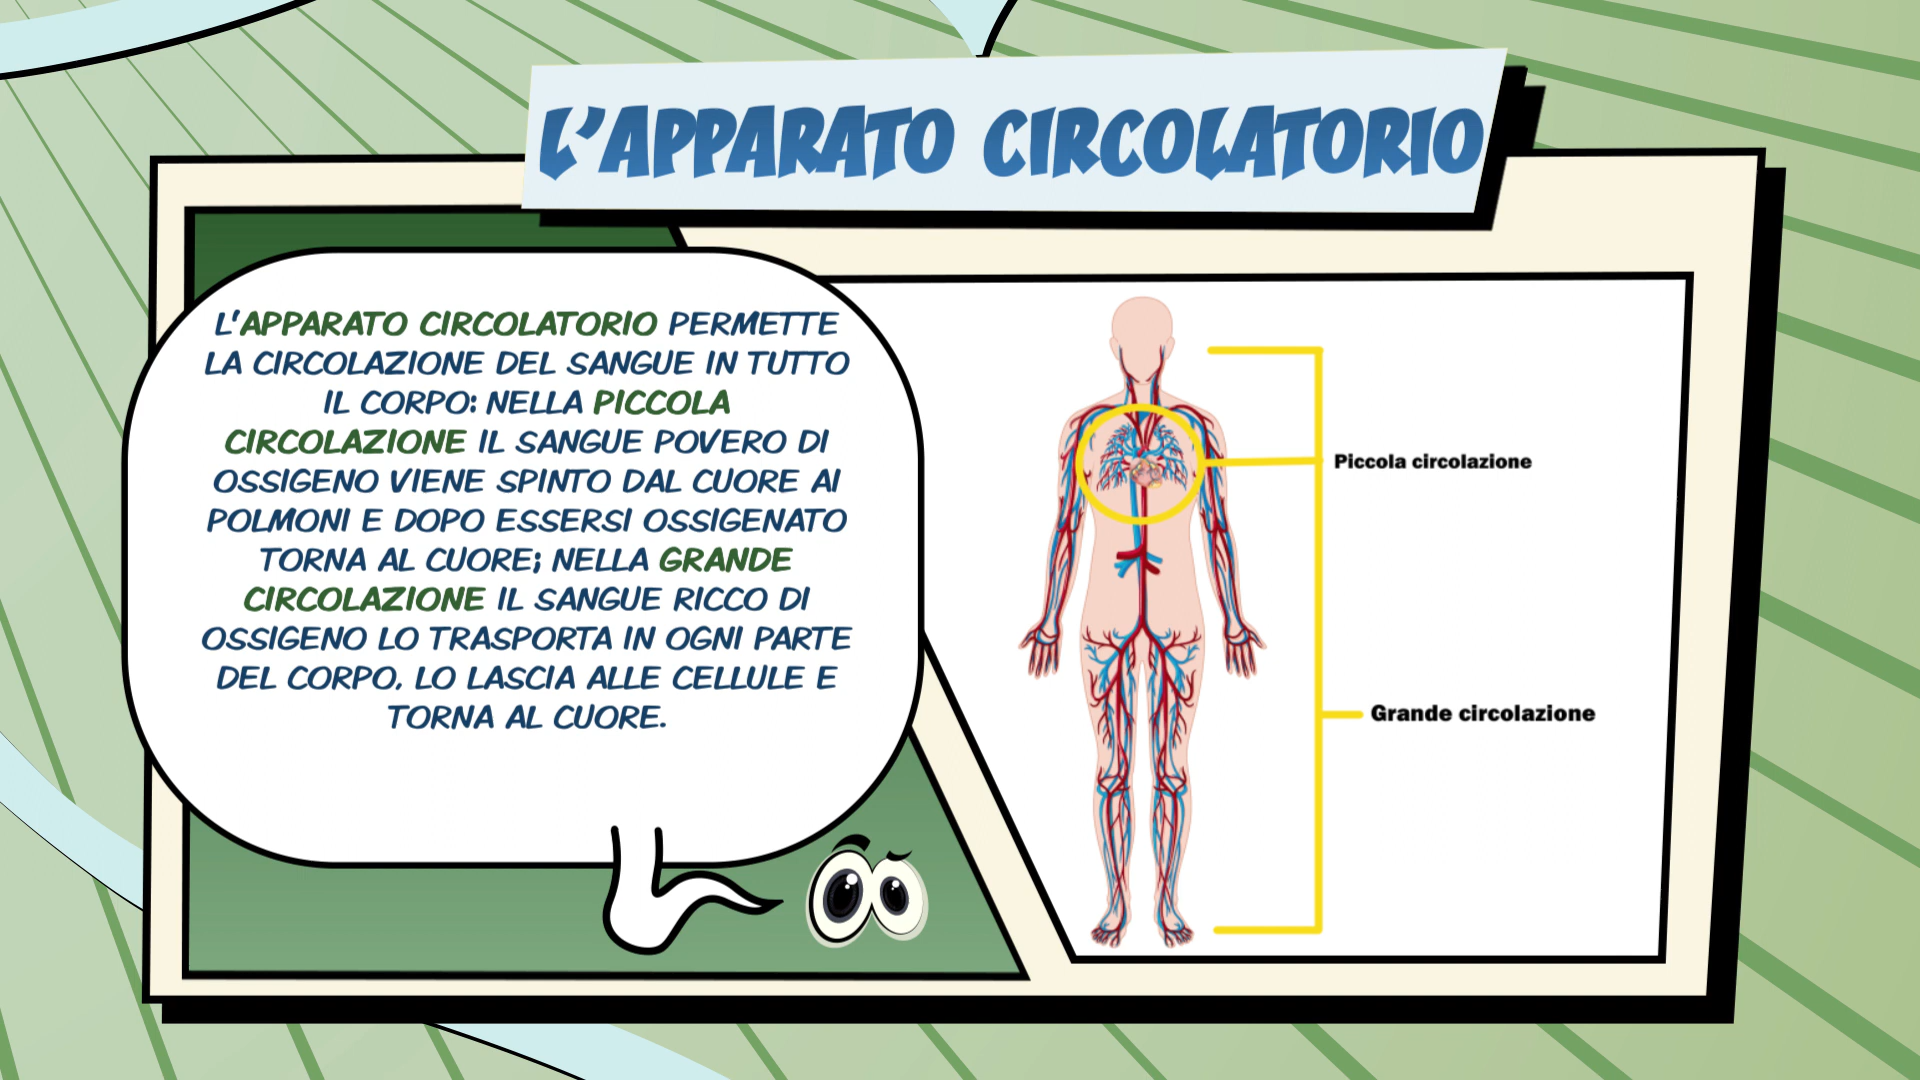 L'APPARATO CIRCOLATORIO
L'APPARATO CIRCOLATORIO PERMETTE
LA CIRCOLAZIONE DEL SANGUE IN TUTTO
IL CORPO: NELLA PICCOLA
CIRCOLAZIONE IL SANGUE POVERO DI
OSSIGENO VIENE SPINTO DAL CUORE AI
POLMONI E DOPO ESSERSI OSSIGENATO
TORNA AL CUORE; NELLA GRANDE
CIRCOLAZIONE IL SANGUE RICCO DI
OSSIGENO LO TRASPORTA IN OGNI PARTE
DEL CORPO, LO LASCIA ALLE CELLULE E
TORNA AL CUORE.
Piccola circolazione
Grande circolazione